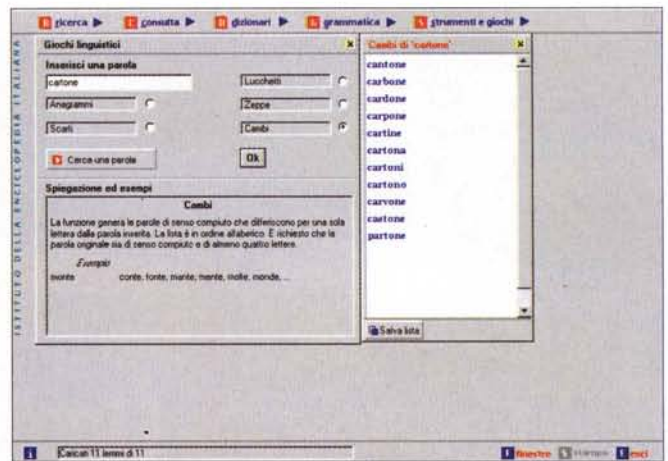 R ricerca C consulta D dizionari G grammatica S strumenti e giochi
ISTITUTO DELLA ENCICLOPEDIA ITALIANA
Giochi linguistici
Inserisci una parola
cartone
Lucchetti
Anagrammi
Zeppe
Scarti
Cambi
Cerca una parola
Ok
Spiegazione ed esempi
Cambi
La funzione genera le parole di senso compiuto che differiscono per una sola
lettera dalla parola inserita. La lista è in ordine alfabetico. È richiesto che la
parola originale sia di senso compiuto e di almeno quattro lettere.
Esempio
monte conte, fonte, mante, mente, molte, monde, ...
Cambi di 'cartone'
cantone
carbone
cardone
carpone
cartine
cartona
cartoni
cartono
carvone
castone
partone
Salva lista
Caricati 11 lemmi di 11
finestre stampa esci